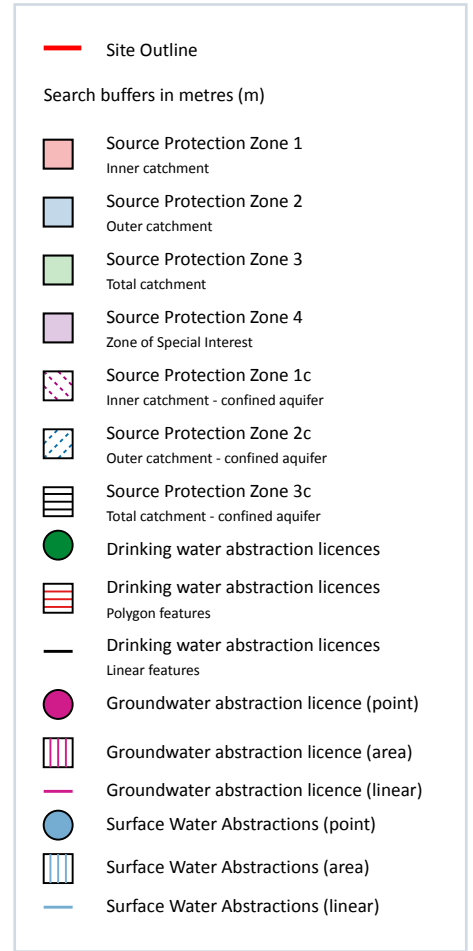 Site Outline
Search buffers in metres (m)
Source Protection Zone 1
Inner catchment
Source Protection Zone 2
Outer catchment
Source Protection Zone 3
Total catchment
Source Protection Zone 4
Zone of Special Interest
Source Protection Zone 1c
Inner catchment - confined aquifer
Source Protection Zone 2c
Outer catchment - confined aquifer
Source Protection Zone 3c
Total catchment - confined aquifer
Drinking water abstraction licences
Drinking water abstraction licences
Polygon features
Drinking water abstraction licences
Linear features
Groundwater abstraction licence (point)
Groundwater abstraction licence (area)
Groundwater abstraction licence (linear)
Surface Water Abstractions (point)
Surface Water Abstractions (area)
Surface Water Abstractions (linear)